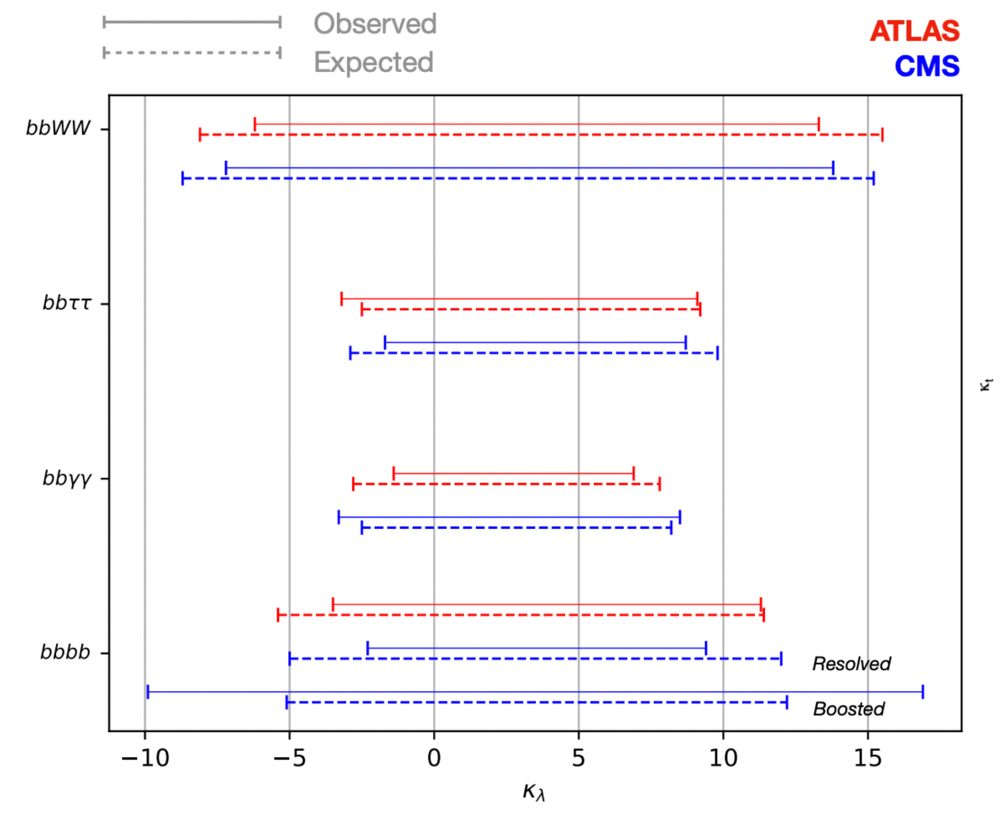 Observed
Expected
ATLAS
CMS
bbWW
bbττ
bbγγ
bbbb
Resolved
Boosted
κt
−10 −5 0 5 10 15
κλ